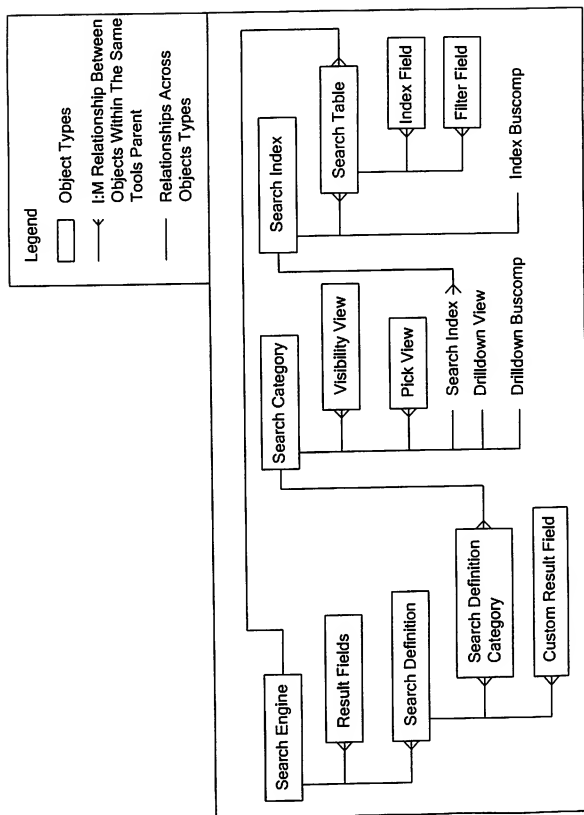 Legend
Object Types
I:M Relationship Between
Objects Within The Same
Tools Parent
Relationships Across
Objects Types
Search Engine
Result Fields
Search Definition
Search Definition
Category
Custom Result Field
Search Category
Visibility View
Pick View
Search Index
Drilldown View
Drilldown Buscomp
Search Index
Search Table
Index Field
Filter Field
Index Buscomp